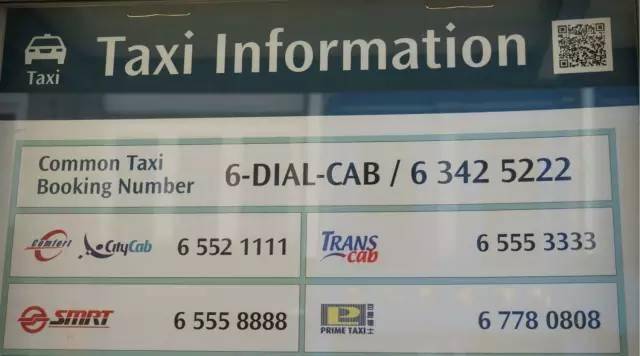 Taxi
Taxi Information
Common Taxi
Booking Number
6-DIAL-CAB / 6 342 5222
Comfort CityCab 6 552 1111
TRANS cab 6 555 3333
SMRT 6 555 8888
PRIME TAXI 6 778 0808